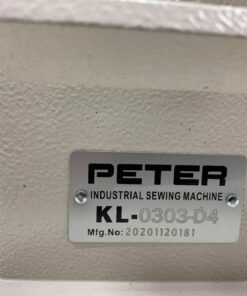 PETER
INDUSTRIAL SEWING MACHINE
KL-0303-D4
Mfg.No: 20201120181